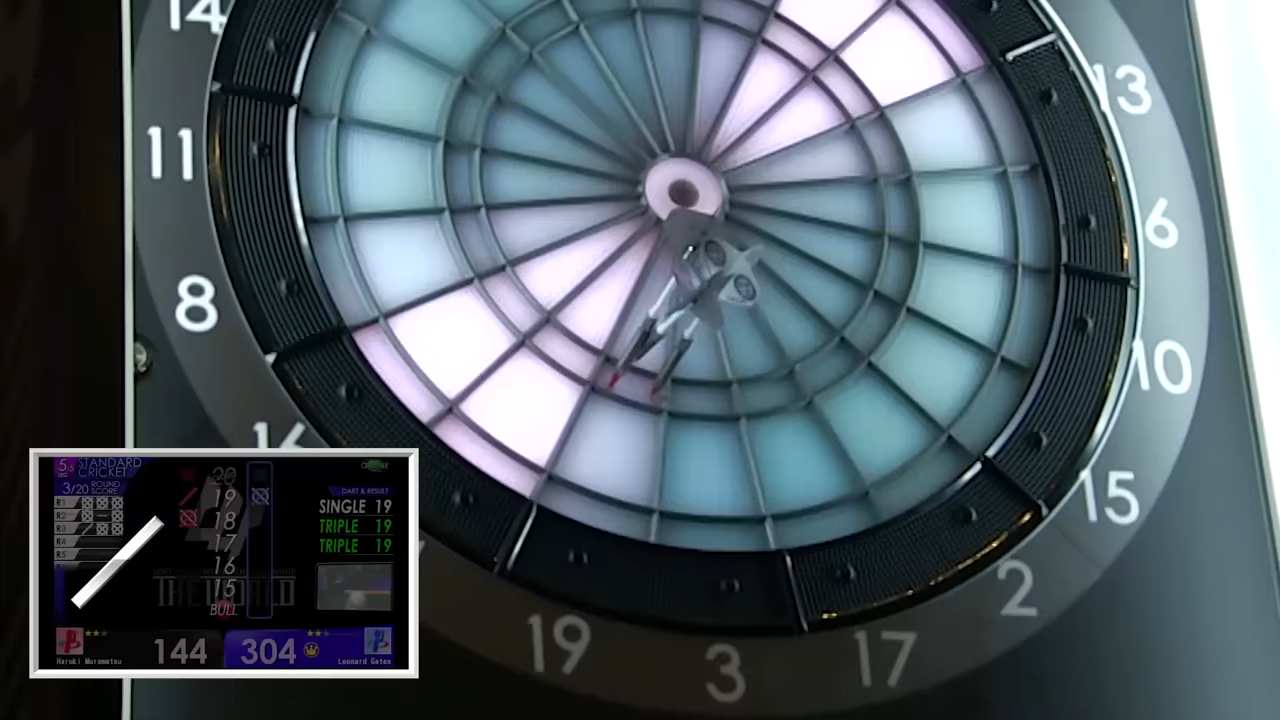 14
13
11
6
8
10
16
15
2
19
3
17
5
STANDARD
CRICKET
3/20 ROUND
SCORE
R1
R2
R3
R4
R5
20
19
18
17
16
15
BULL
DART & RESULT
SINGLE 19
TRIPLE 19
TRIPLE 19
THE WORLD
144
304
Haruki Muramatsu
Leonard Gates